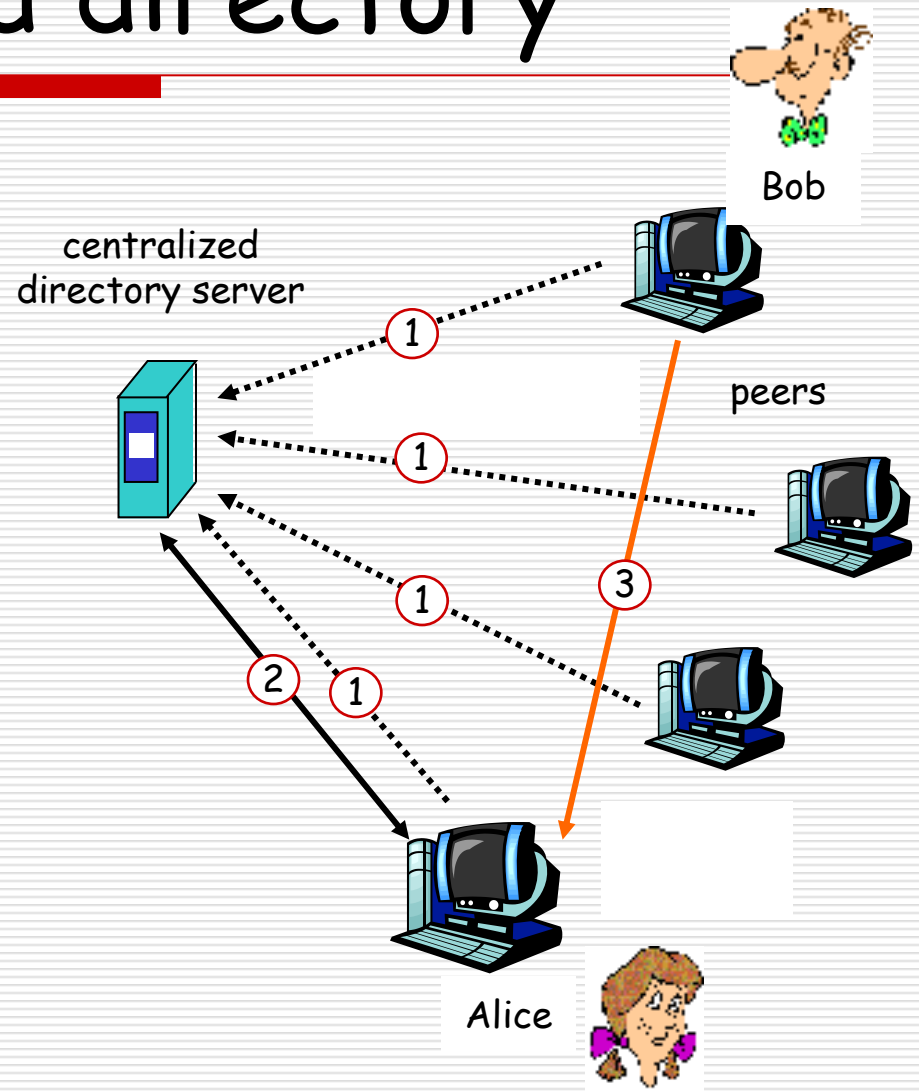 directory
Bob
centralized
directory server
1
peers
1
3
1
2
1
Alice